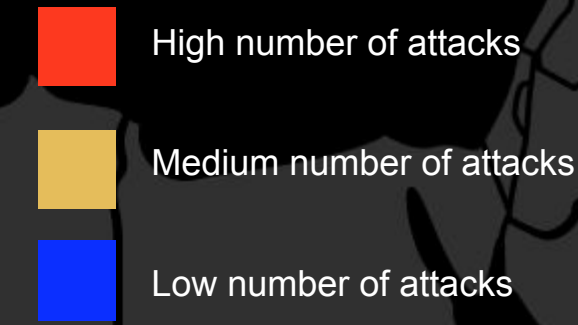 High number of attacks
Medium number of attacks
Low number of attacks